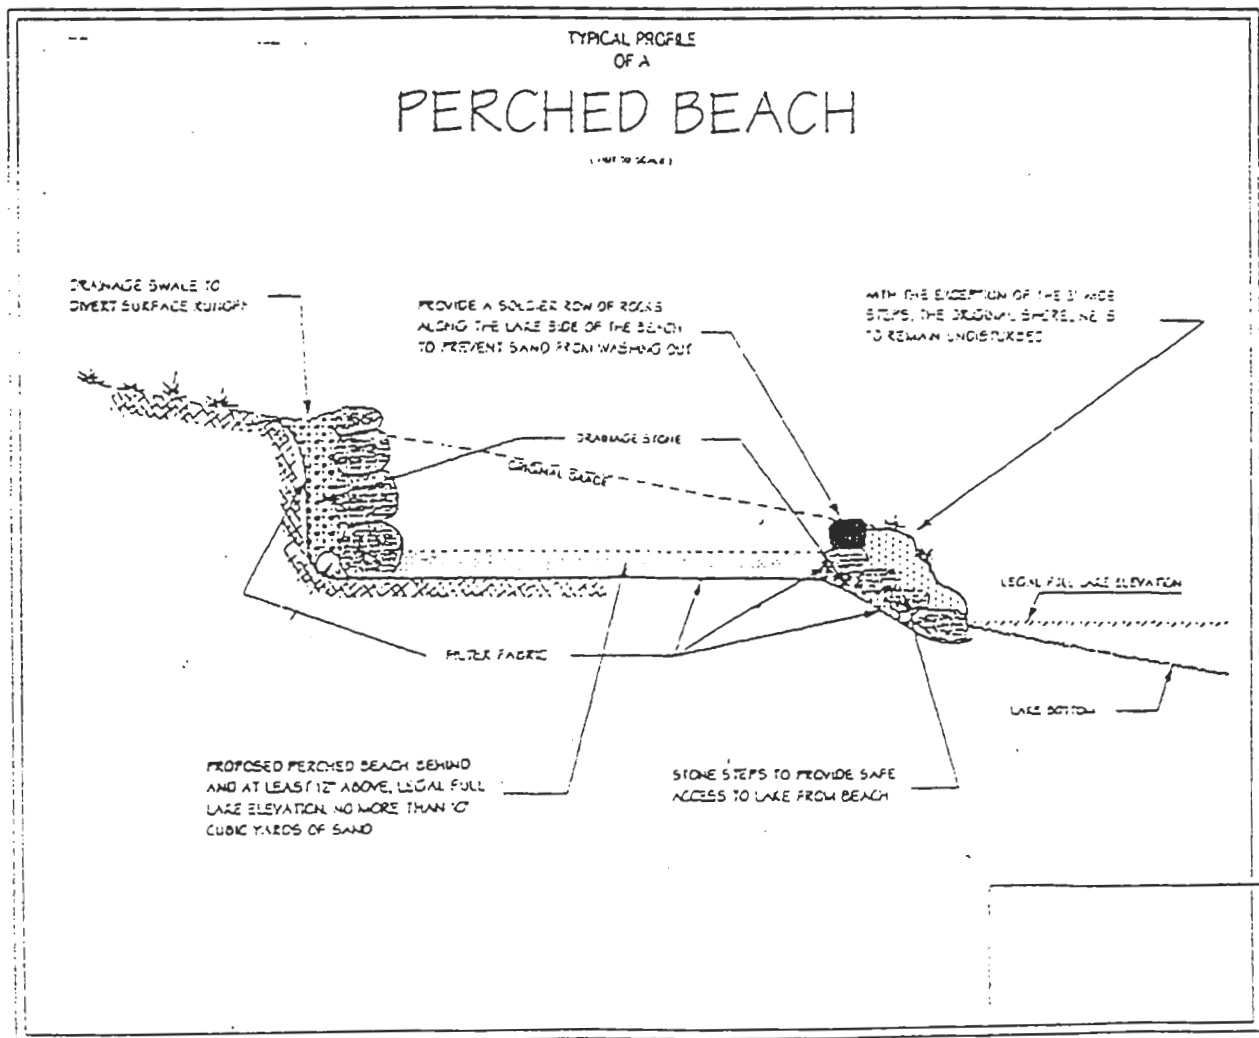 TYPICAL PROFILE
OF A
PERCHED BEACH
(NOT TO SCALE)
DRAINAGE SWALE TO
DIVERT SURFACE RUNOFF
PROVIDE A SOLDIER ROW OF ROCKS
ALONG THE LAKE SIDE OF THE BEACH
TO PREVENT SAND FROM WASHING OUT
WITH THE EXCEPTION OF THE WIDE
STEPS, THE ORIGINAL SHORELINE IS
TO REMAIN UNDISTURBED
DRAINAGE STONE
ORIGINAL GRADE
LEGAL FULL LAKE ELEVATION
FILTER FABRIC
LAKE BOTTOM
PROPOSED PERCHED BEACH BEHIND
AND AT LEAST 12" ABOVE, LEGAL FULL
LAKE ELEVATION. NO MORE THAN
CUBIC YARDS OF SAND
STONE STEPS TO PROVIDE SAFE
ACCESS TO LAKE FROM BEACH